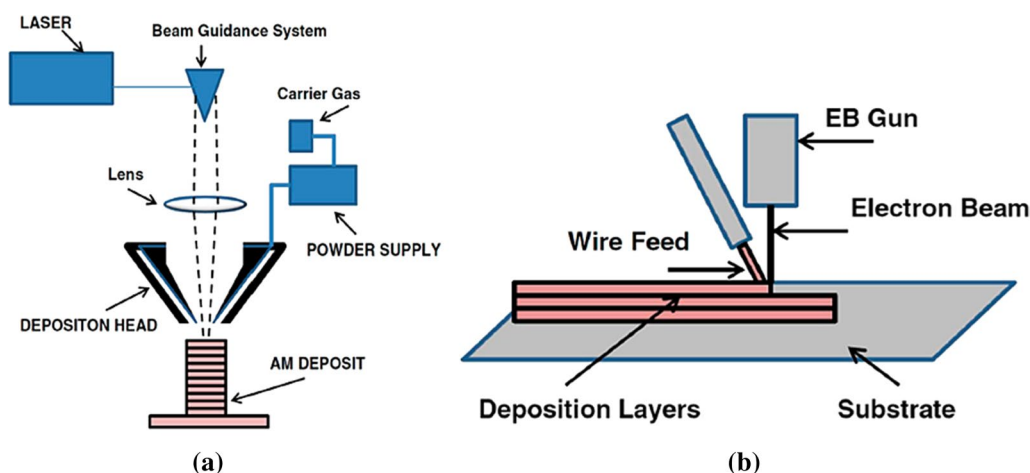 LASER
Beam Guidance System
Carrier Gas
Lens
POWDER SUPPLY
DEPOSITON HEAD
AM DEPOSIT
(a)
EB Gun
Electron Beam
Wire Feed
Deposition Layers
Substrate
(b)